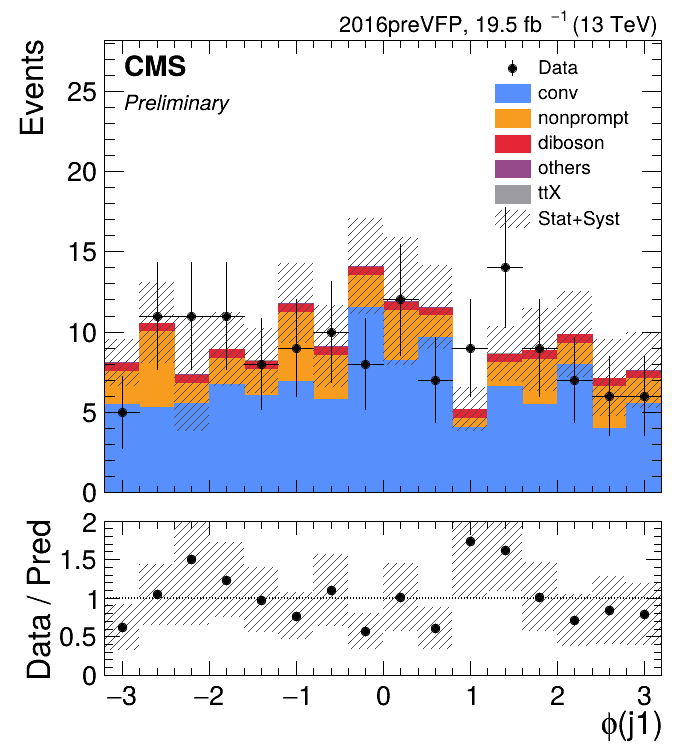 2016preVFP, 19.5 fb⁻¹ (13 TeV)
CMS
Preliminary
Events
25
20
15
10
5
0
Data
conv
nonprompt
diboson
others
ttX
Stat+Syst
Data / Pred
2
1.5
1
0.5
0
−3 −2 −1 0 1 2 3
ϕ(j1)